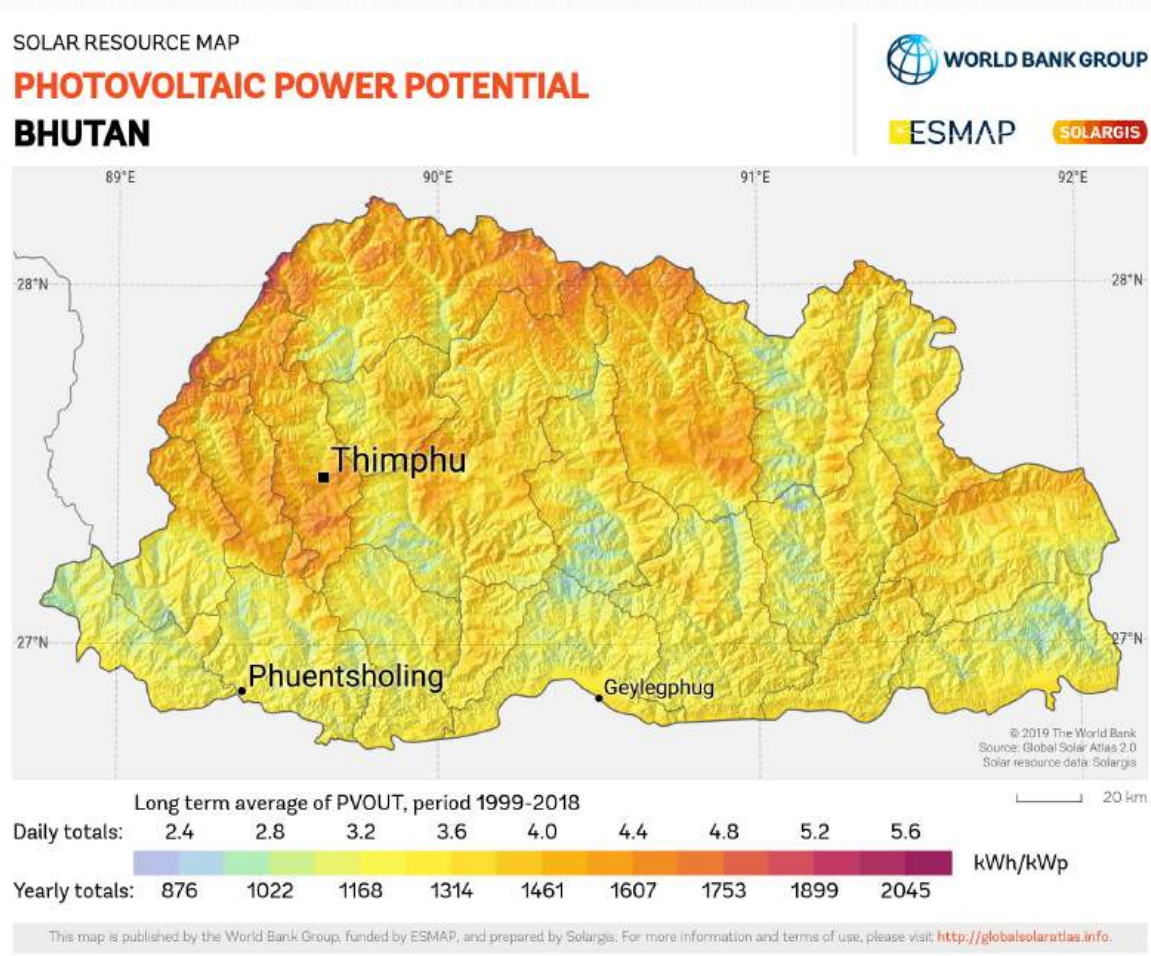 SOLAR RESOURCE MAP
PHOTOVOLTAIC POWER POTENTIAL
BHUTAN
WORLD BANK GROUP
ESMAP
SOLARGIS
89°E 90°E 91°E 92°E
28°N 28°N
Thimphu
27°N 27°N
Phuentsholing
Geylegphug
© 2019 The World Bank
Source: Global Solar Atlas 2.0
Solar resource data: Solargis
Long term average of PVOUT, period 1999-2018
20 km
Daily totals: 2.4 2.8 3.2 3.6 4.0 4.4 4.8 5.2 5.6
kWh/kWp
Yearly totals: 876 1022 1168 1314 1461 1607 1753 1899 2045
This map is published by the World Bank Group, funded by ESMAP, and prepared by Solargis. For more information and terms of use, please visit http://globalsolaratlas.info.